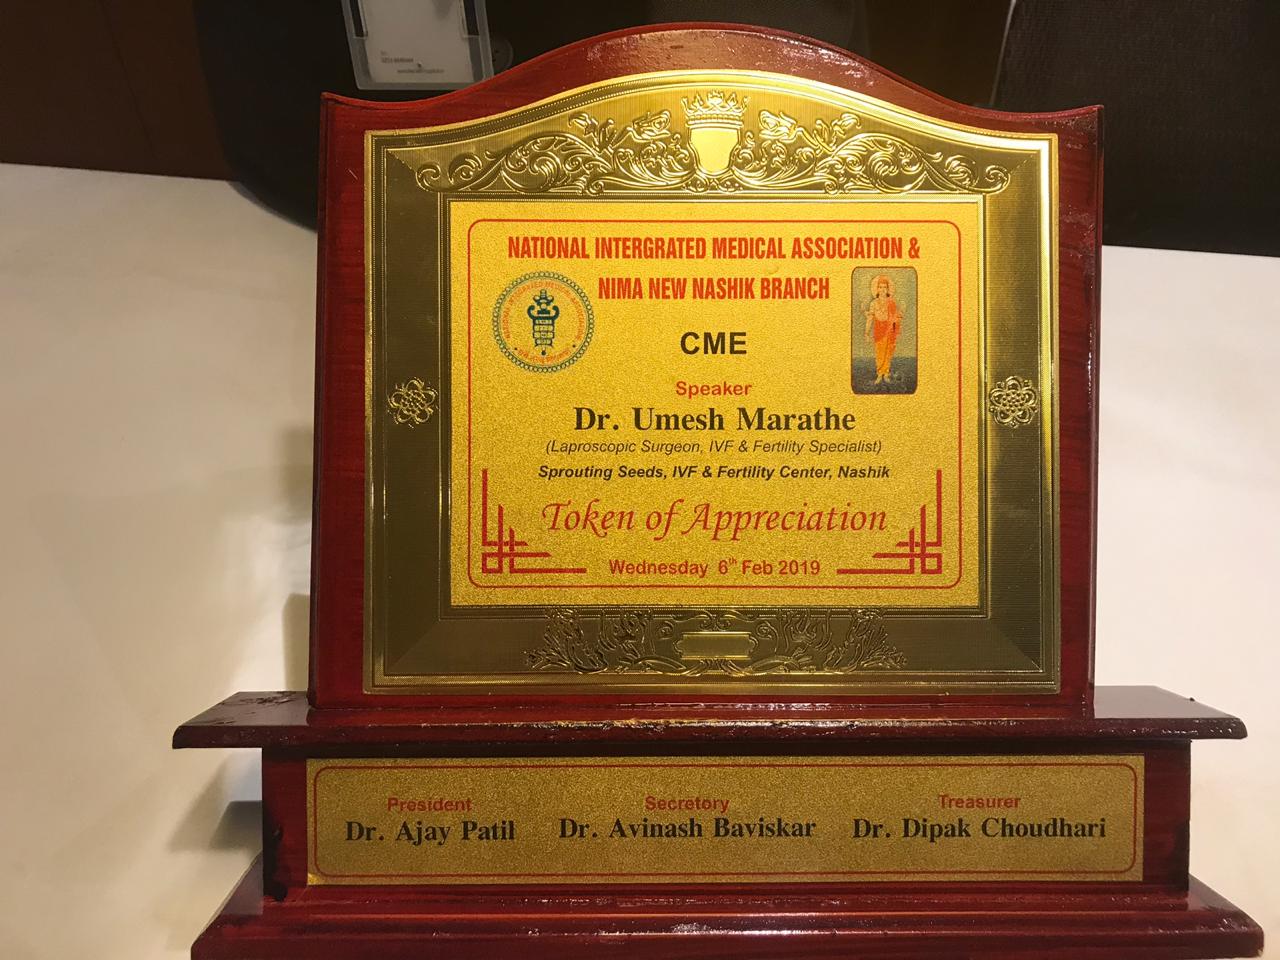 NATIONAL INTERGRATED MEDICAL ASSOCIATION &
NIMA NEW NASHIK BRANCH
CME
Speaker
Dr. Umesh Marathe
(Laproscopic Surgeon, IVF & Fertility Specialist)
Sprouting Seeds, IVF & Fertility Center, Nashik
Token of Appreciation
Wednesday 6th Feb 2019
President
Dr. Ajay Patil
Secretory
Dr. Avinash Baviskar
Treasurer
Dr. Dipak Choudhari